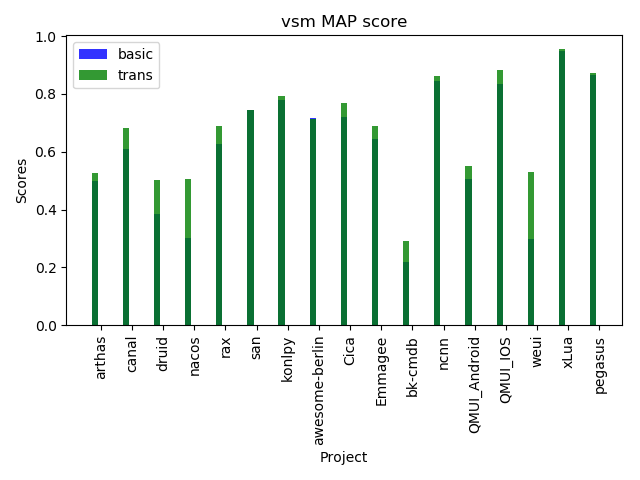 vsm MAP score
basic
trans
Scores
1.0
0.8
0.6
0.4
0.2
0.0
arthas
canal
druid
nacos
rax
san
konlpy
awesome-berlin
Cica
Emmagee
bk-cmdb
ncnn
QMUI_Android
QMUI_IOS
weui
xLua
pegasus
Project